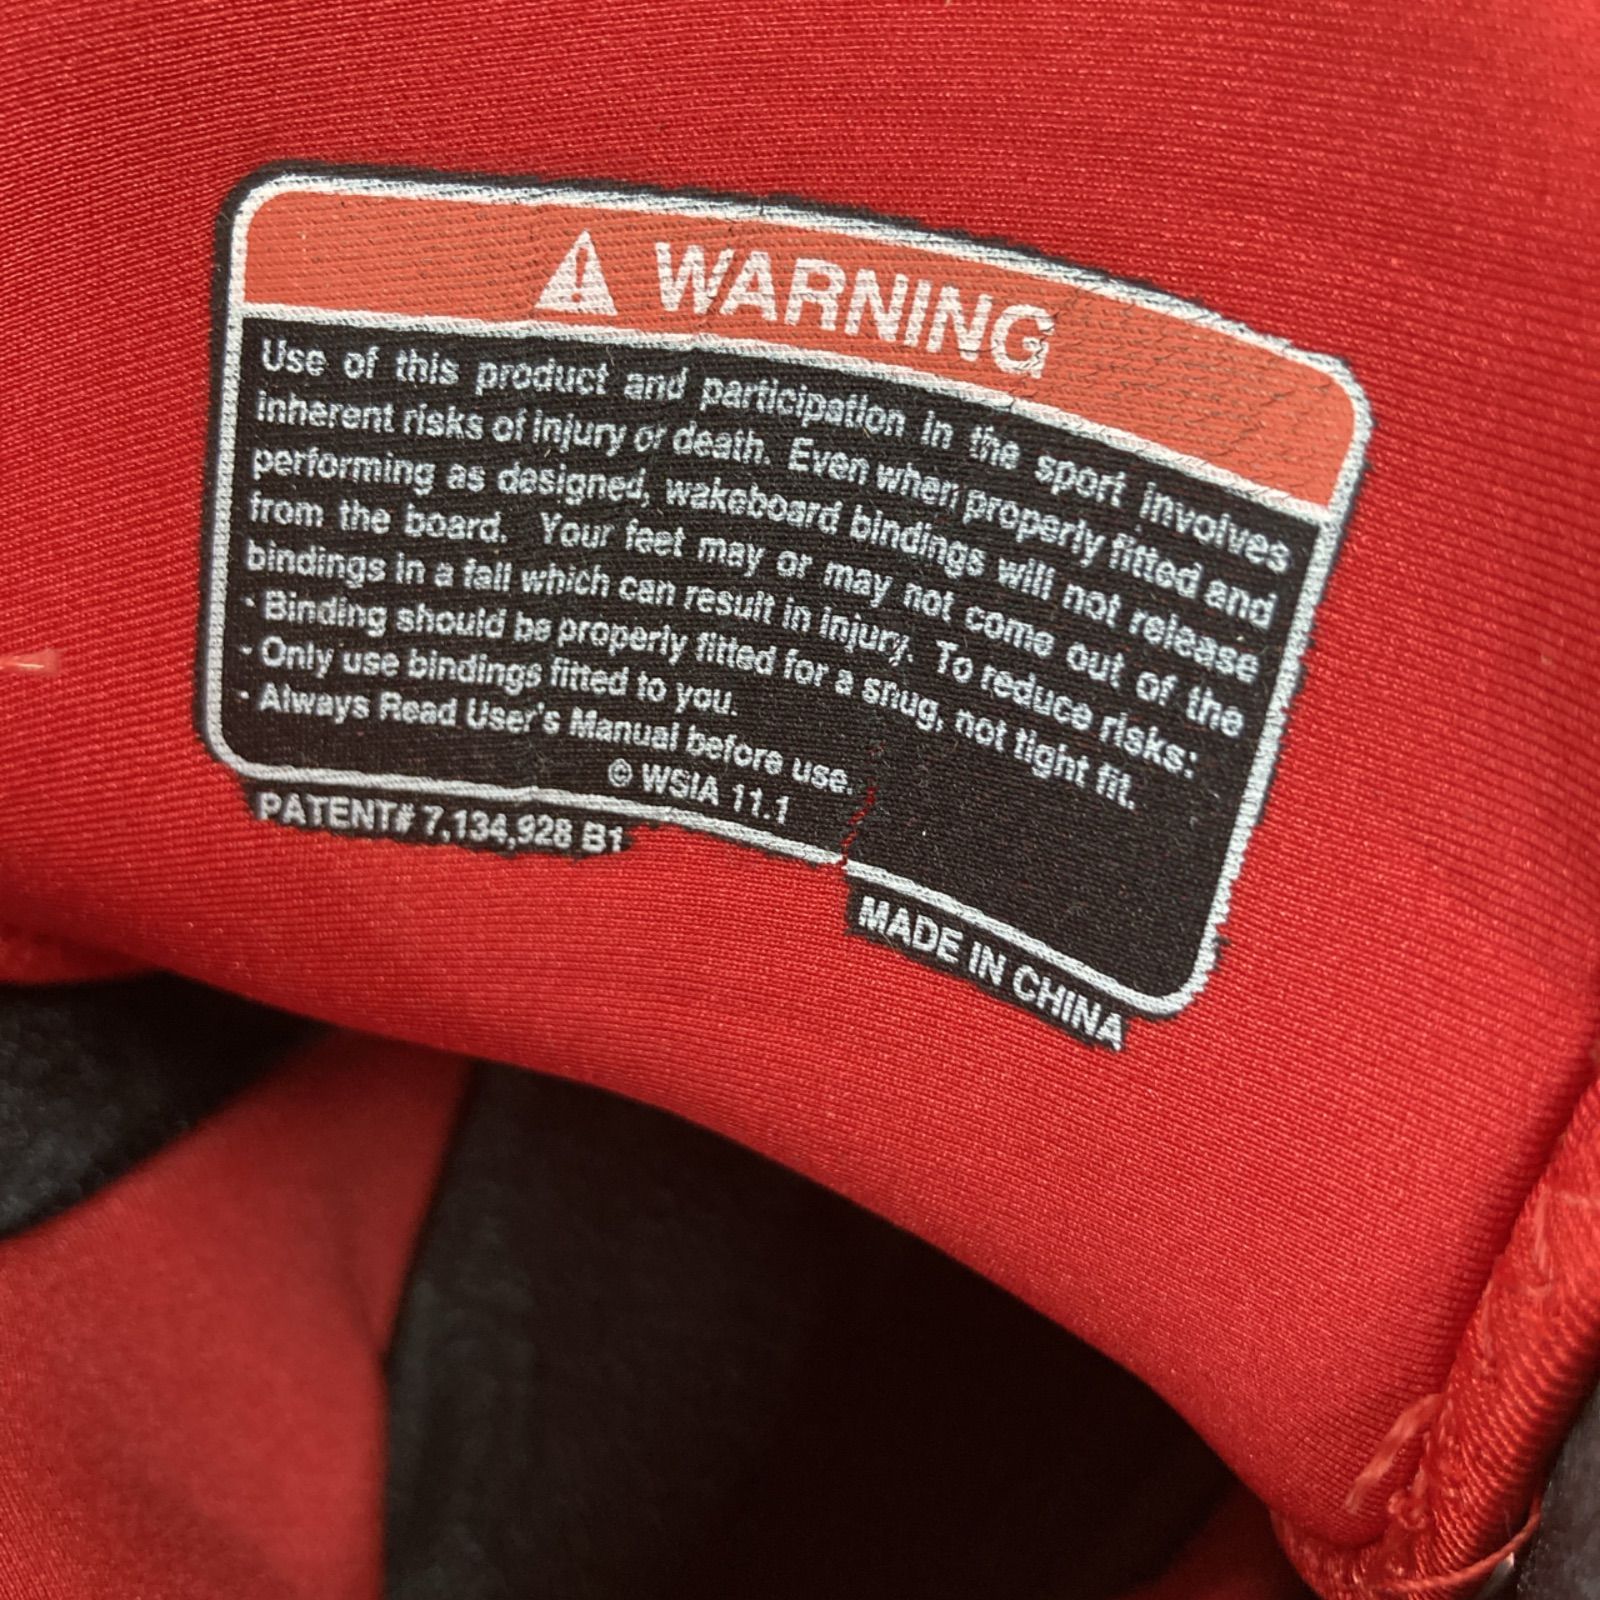 WARNING
Use of this product and participation in the sport involves
inherent risks of injury or death. Even when properly fitted and
performing as designed, wakeboard bindings will not release
from the board. Your feet may or may not come out of the
bindings in a fall which can result in injury. To reduce risks:
- Binding should be properly fitted for a snug, not tight fit.
- Only use bindings fitted to you.
- Always Read User's Manual before use.
© WSIA 11.1
PATENT# 7,134,928 B1
MADE IN CHINA